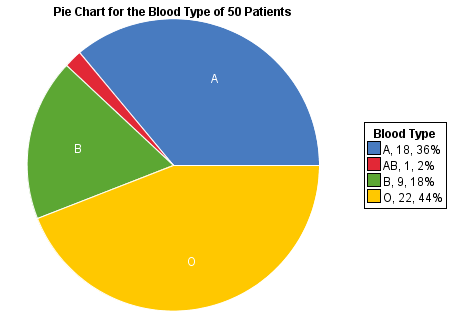 Pie Chart for the Blood Type of 50 Patients
A
B
O
Blood Type
A, 18, 36%
AB, 1, 2%
B, 9, 18%
O, 22, 44%